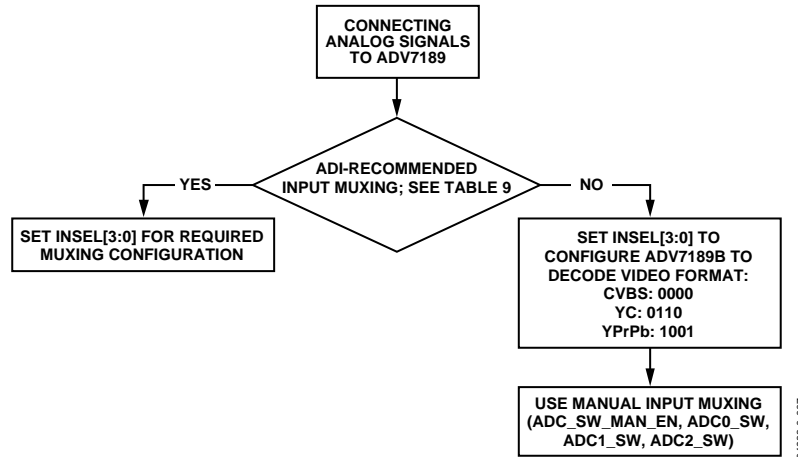 CONNECTING
ANALOG SIGNALS
TO ADV7189
ADI-RECOMMENDED
INPUT MUXING; SEE TABLE 9
YES
NO
SET INSEL[3:0] FOR REQUIRED
MUXING CONFIGURATION
SET INSEL[3:0] TO
CONFIGURE ADV7189B TO
DECODE VIDEO FORMAT:
CVBS: 0000
YC: 0110
YPrPb: 1001
USE MANUAL INPUT MUXING
(ADC_SW_MAN_EN, ADC0_SW,
ADC1_SW, ADC2_SW)